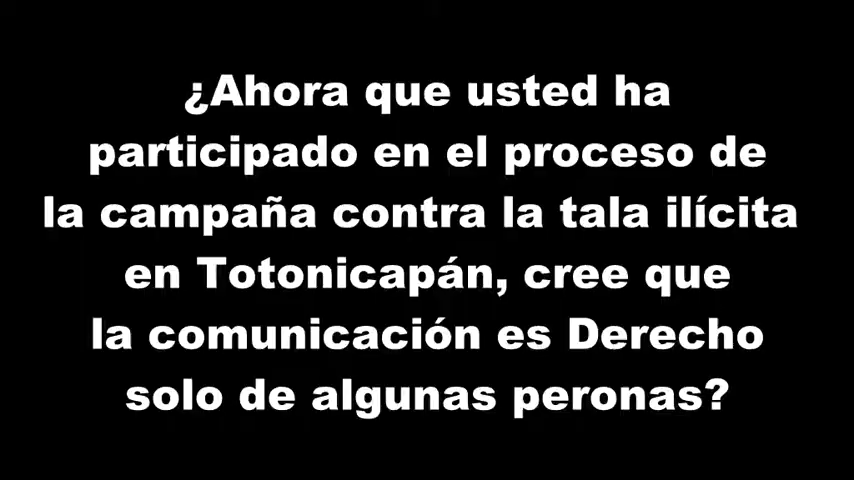 ¿Ahora que usted ha
participado en el proceso de
la campaña contra la tala ilícita
en Totonicapán, cree que
la comunicación es Derecho
solo de algunas peronas?